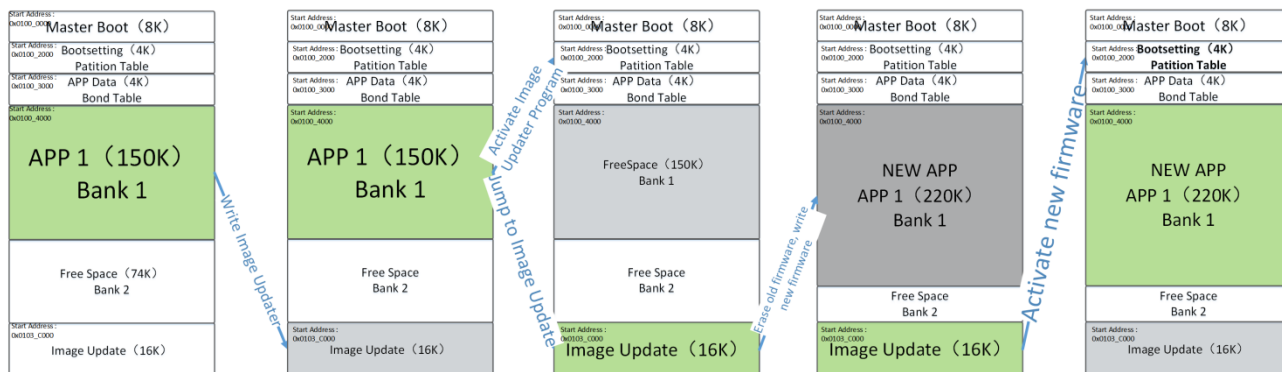 Start Address :
0x0100_0000
Master Boot（8K）
Start Address :
0x0100_2000
Bootsetting（4K）
Patition Table
Start Address :
0x0100_3000
APP Data（4K）
Bond Table
Start Address :
0x0100_4000
APP 1（150K）
Bank 1
Free Space（74K）
Bank 2
Start Address :
0x0103_C000
Image Update（16K）
Write Image Updater
Start Address :
0x0100_0000
Master Boot（8K）
Start Address :
0x0100_2000
Bootsetting（4K）
Patition Table
Start Address :
0x0100_3000
APP Data（4K）
Bond Table
Start Address :
0x0100_4000
APP 1（150K）
Bank 1
Free Space
Bank 2
Start Address :
0x0103_C000
Image Update（16K）
Activate Image
Updater Program
Jump to Image Update
Start Address :
0x0100_0000
Master Boot（8K）
Start Address :
0x0100_2000
Bootsetting（4K）
Patition Table
Start Address :
0x0100_3000
APP Data（4K）
Bond Table
Start Address :
0x0100_4000
FreeSpace（150K）
Bank 1
Free Space
Bank 2
Start Address :
0x0103_C000
Image Update（16K）
Erase old firmware, write
new firmware
Start Address :
0x0100_0000
Master Boot（8K）
Start Address :
0x0100_2000
Bootsetting（4K）
Patition Table
Start Address :
0x0100_3000
APP Data（4K）
Bond Table
Start Address :
0x0100_4000
NEW APP
APP 1（220K）
Bank 1
Free Space
Bank 2
Start Address :
0x0103_C000
Image Update（16K）
Activate new firmware
Start Address :
0x0100_0000
Master Boot（8K）
Start Address :
0x0100_2000
Bootsetting（4K）
Patition Table
Start Address :
0x0100_3000
APP Data（4K）
Bond Table
Start Address :
0x0100_4000
NEW APP
APP 1（220K）
Bank 1
Free Space
Bank 2
Start Address :
0x0103_C000
Image Update（16K）